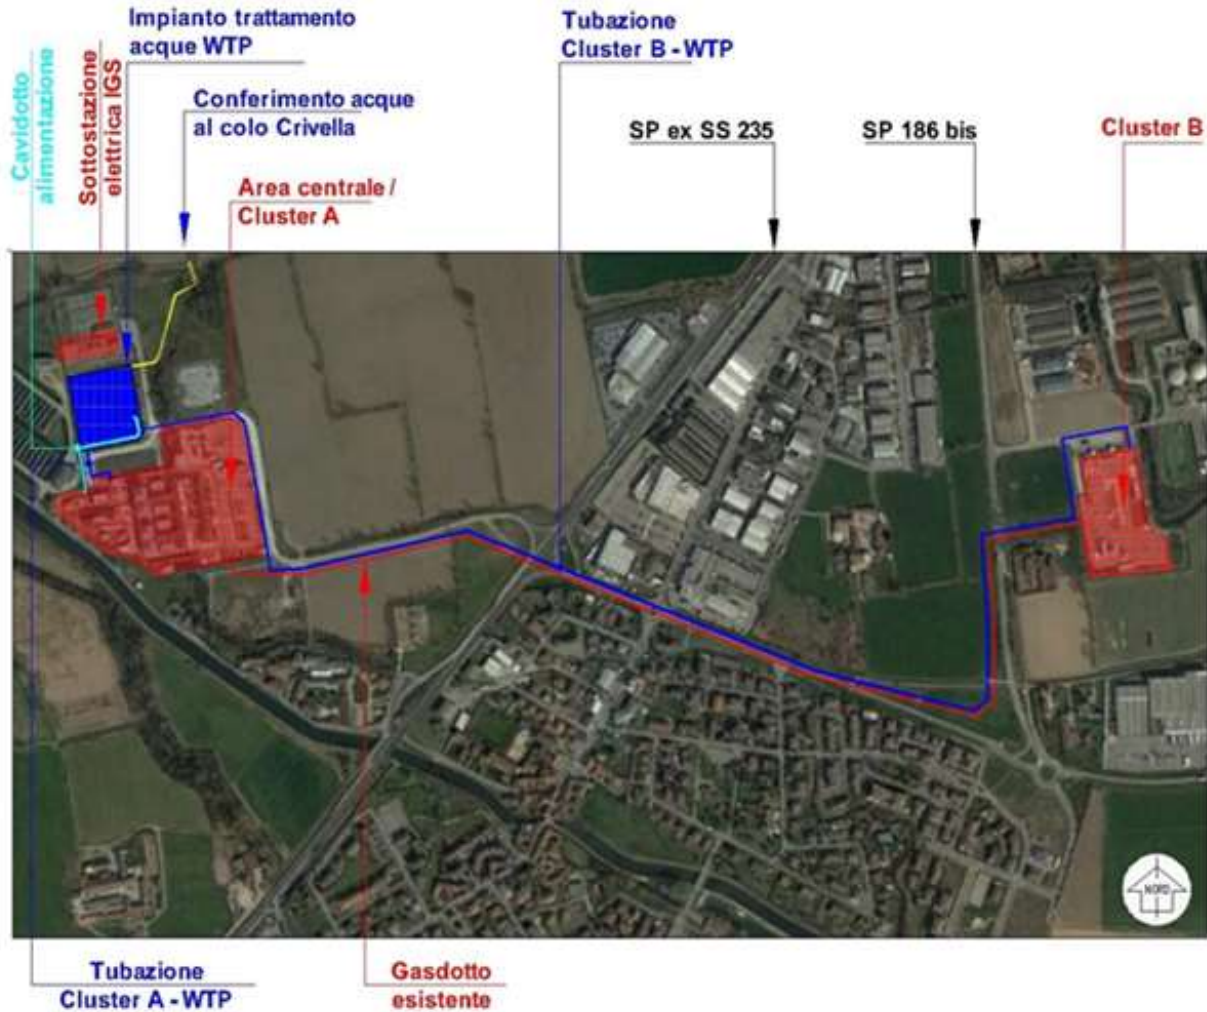 Impianto trattamento
acque WTP
Tubazione
Cluster B - WTP
Cavidotto
alimentazione
Sottostazione
elettrica IGS
Conferimento acque
al colo Crivella
SP ex SS 235
SP 186 bis
Cluster B
Area centrale /
Cluster A
NORD
Tubazione
Cluster A - WTP
Gasdotto
esistente